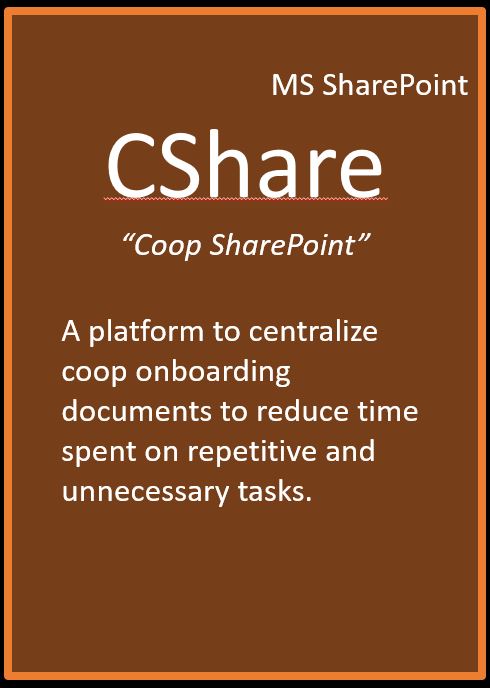 MS SharePoint
CShare
“Coop SharePoint”
A platform to centralize
coop onboarding
documents to reduce time
spent on repetitive and
unnecessary tasks.